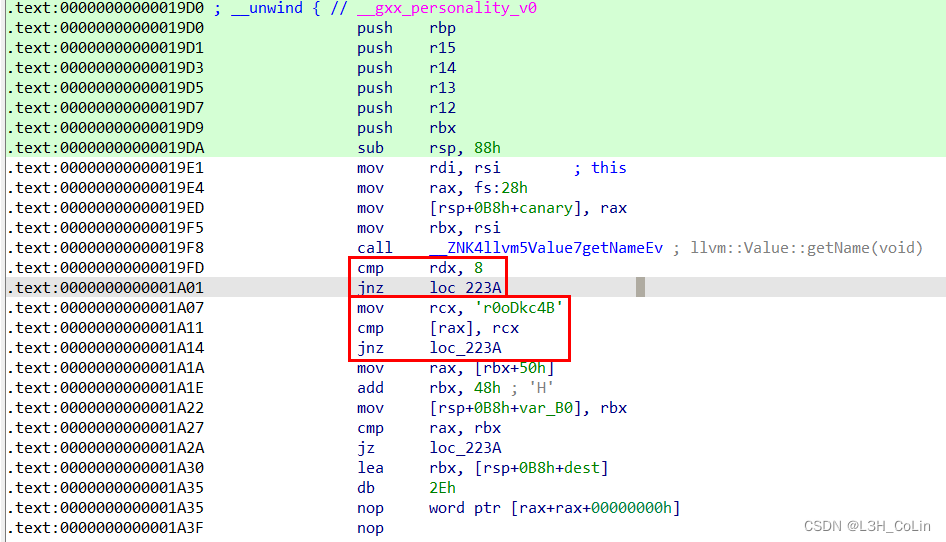 .text:00000000000019D0 ; __unwind { // __gxx_personality_v0
.text:00000000000019D0 push rbp
.text:00000000000019D1 push r15
.text:00000000000019D3 push r14
.text:00000000000019D5 push r13
.text:00000000000019D7 push r12
.text:00000000000019D9 push rbx
.text:00000000000019DA sub rsp, 88h
.text:00000000000019E1 mov rdi, rsi ; this
.text:00000000000019E4 mov rax, fs:28h
.text:00000000000019ED mov [rsp+0B8h+canary], rax
.text:00000000000019F5 mov rbx, rsi
.text:00000000000019F8 call __ZNK4llvm5Value7getNameEv ; llvm::Value::getName(void)
.text:00000000000019FD cmp rdx, 8
.text:0000000000001A01 jnz loc_223A
.text:0000000000001A07 mov rcx, 'r0oDkc4B'
.text:0000000000001A11 cmp [rax], rcx
.text:0000000000001A14 jnz loc_223A
.text:0000000000001A1A mov rax, [rbx+50h]
.text:0000000000001A1E add rbx, 48h ; 'H'
.text:0000000000001A22 mov [rsp+0B8h+var_B0], rbx
.text:0000000000001A27 cmp rax, rbx
.text:0000000000001A2A jz loc_223A
.text:0000000000001A30 lea rbx, [rsp+0B8h+dest]
.text:0000000000001A35 db 2Eh
.text:0000000000001A35 nop word ptr [rax+rax+00000000h]
.text:0000000000001A3F nop
CSDN @L3H_CoLin